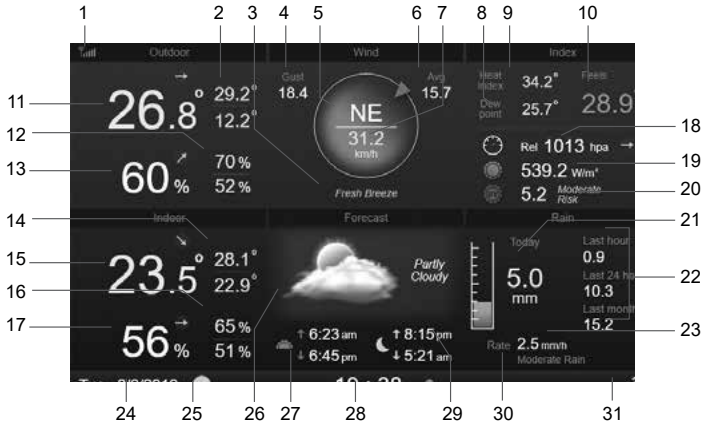 1 2 3 4 5 6 7 8 9 10
Outdoor Wind Index
26.8° 29.2° 12.2°
60% 70% 52%
Gust 18.4
Avg 15.7
NE
31.2
km/h
Fresh Breeze
Heat index 34.2°
Dew point 25.7°
Feels 28.9
Rel 1013 hpa
539.2 W/m²
5.2 Moderate Risk
11
12
13
14
15
16
17
18
19
20
21
22
23
Indoor Forecast Rain
23.5° 28.1° 22.9°
56% 65% 51%
Partly
Cloudy
↑ 6:23 am ↑ 8:15 pm
↓ 6:45 pm ↓ 5:21 am
Today
5.0
mm
Last hour
0.9
Last 24 ho
10.3
Last month
15.2
Rate 2.5 mm/h
Moderate Rain
24 25 26 27 28 29 30 31